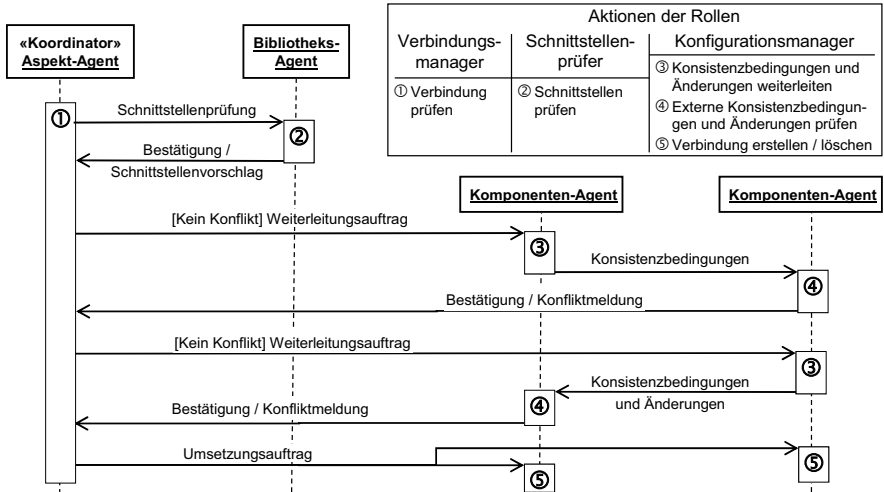 Aktionen der Rollen
Verbindungs-
manager
Schnittstellen-
prüfer
Konfigurationsmanager
① Verbindung
prüfen
② Schnittstellen
prüfen
③ Konsistenzbedingungen und
Änderungen weiterleiten
④ Externe Konsistenzbedingun-
gen und Änderungen prüfen
⑤ Verbindung erstellen / löschen
«Koordinator»
Aspekt-Agent
Bibliotheks-
Agent
①
Schnittstellenprüfung
②
Bestätigung /
Schnittstellenvorschlag
Komponenten-Agent
Komponenten-Agent
[Kein Konflikt] Weiterleitungsauftrag
③
Konsistenzbedingungen
④
Bestätigung / Konfliktmeldung
[Kein Konflikt] Weiterleitungsauftrag
③
Konsistenzbedingungen
und Änderungen
④
Bestätigung / Konfliktmeldung
Umsetzungsauftrag
⑤
⑤